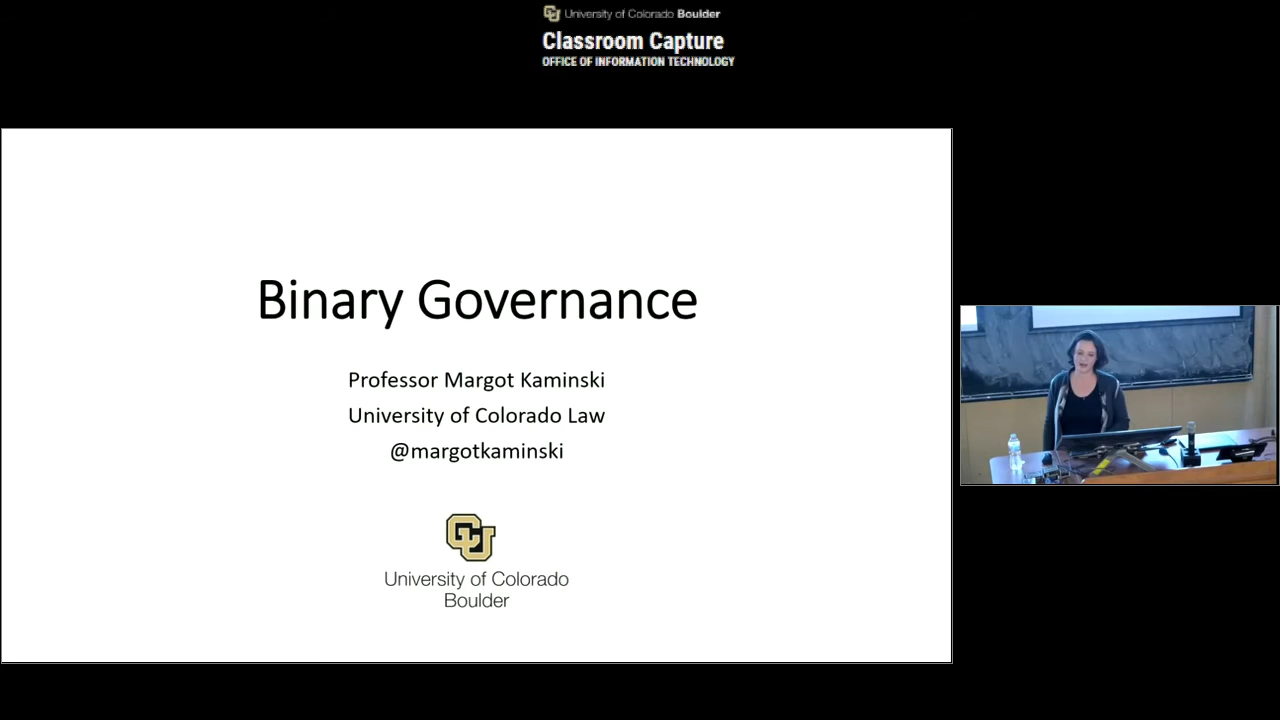 University of Colorado Boulder
Classroom Capture
OFFICE OF INFORMATION TECHNOLOGY
Binary Governance
Professor Margot Kaminski
University of Colorado Law
@margotkaminski
University of Colorado
Boulder